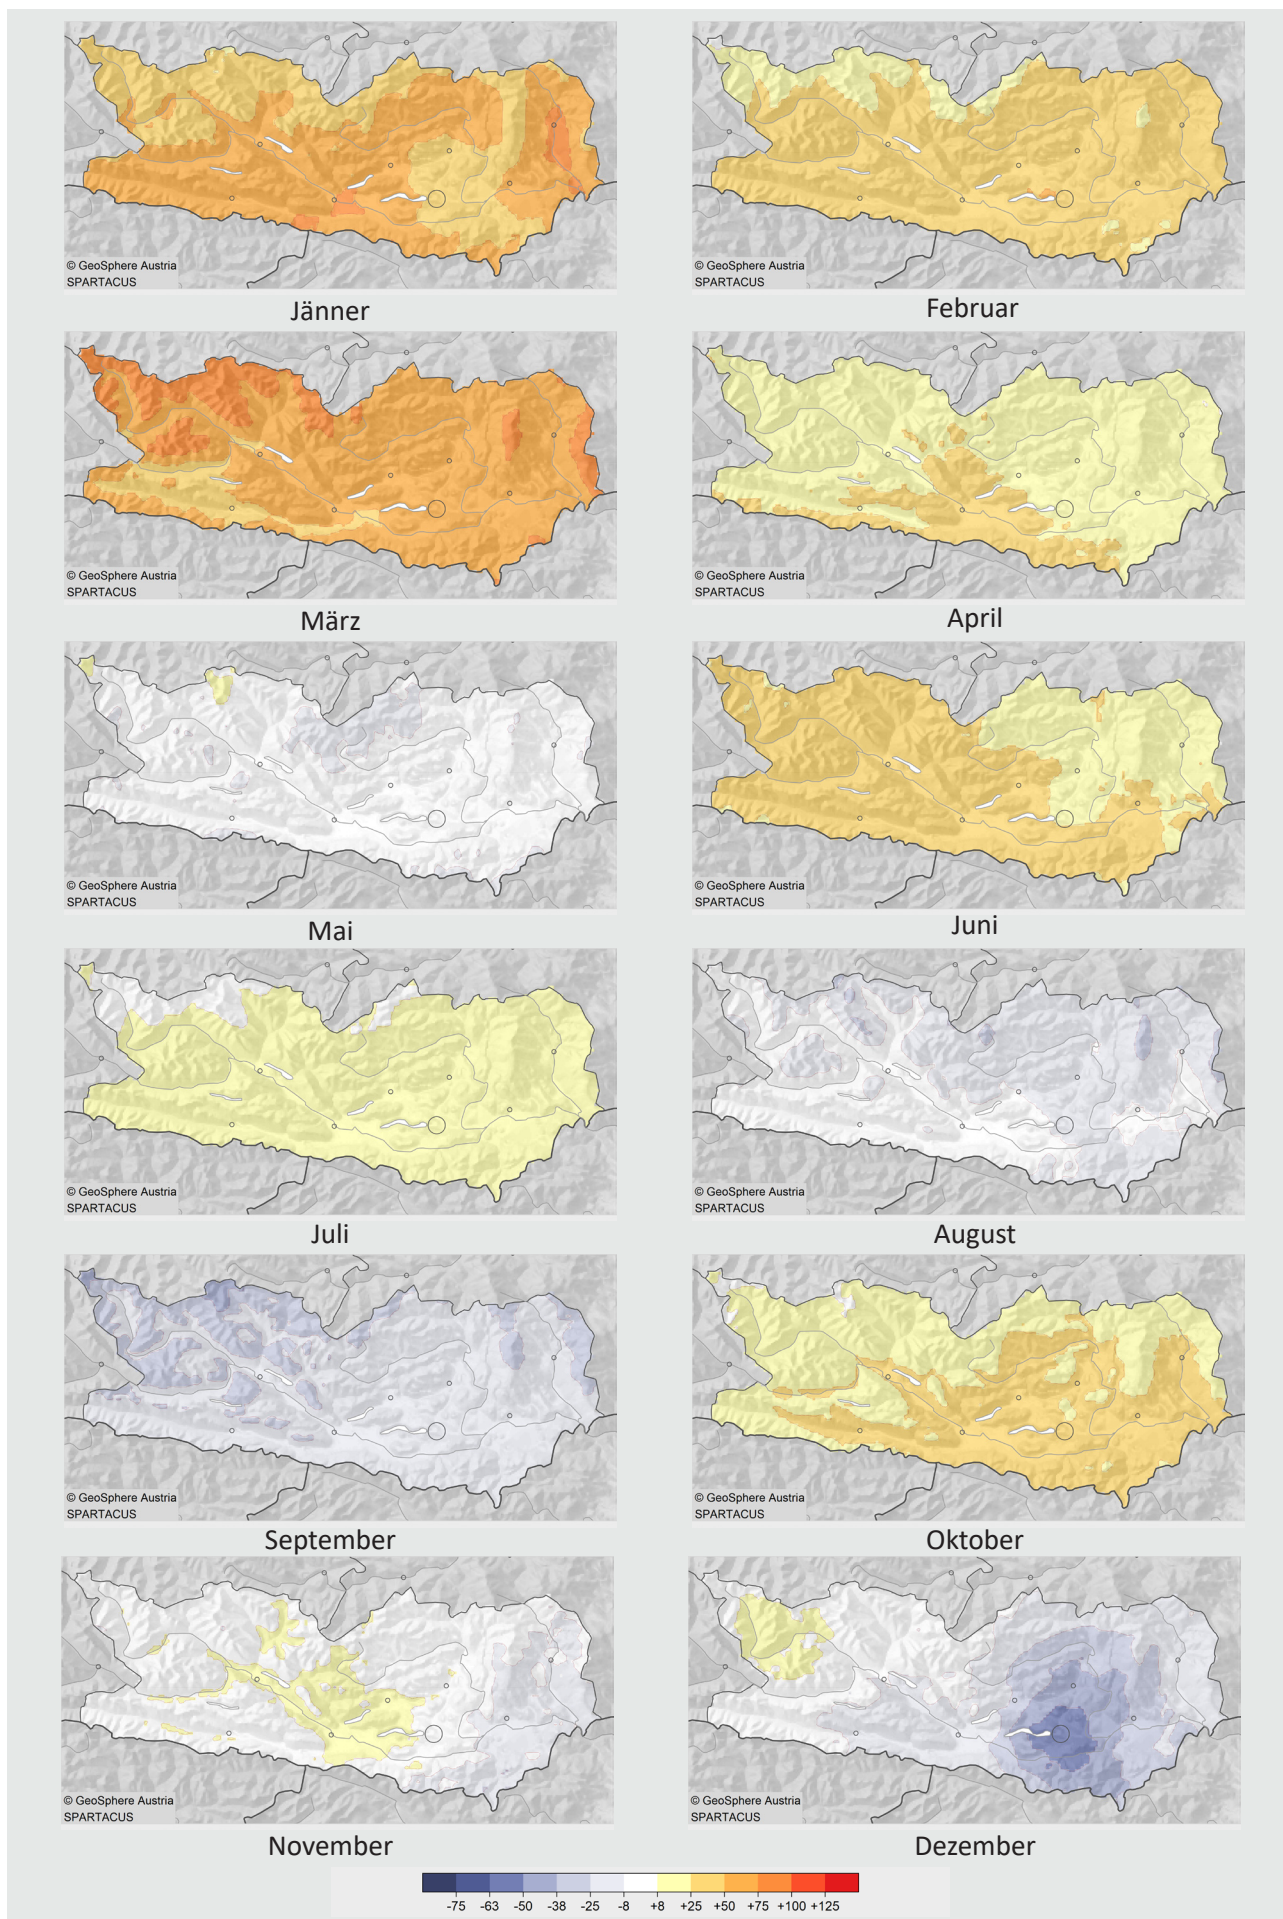 © GeoSphere Austria
SPARTACUS
Jänner
© GeoSphere Austria
SPARTACUS
Februar
© GeoSphere Austria
SPARTACUS
März
© GeoSphere Austria
SPARTACUS
April
© GeoSphere Austria
SPARTACUS
Mai
© GeoSphere Austria
SPARTACUS
Juni
© GeoSphere Austria
SPARTACUS
Juli
© GeoSphere Austria
SPARTACUS
August
© GeoSphere Austria
SPARTACUS
September
© GeoSphere Austria
SPARTACUS
Oktober
© GeoSphere Austria
SPARTACUS
November
© GeoSphere Austria
SPARTACUS
Dezember
-75 -63 -50 -38 -25 -8 +8 +25 +50 +75 +100 +125